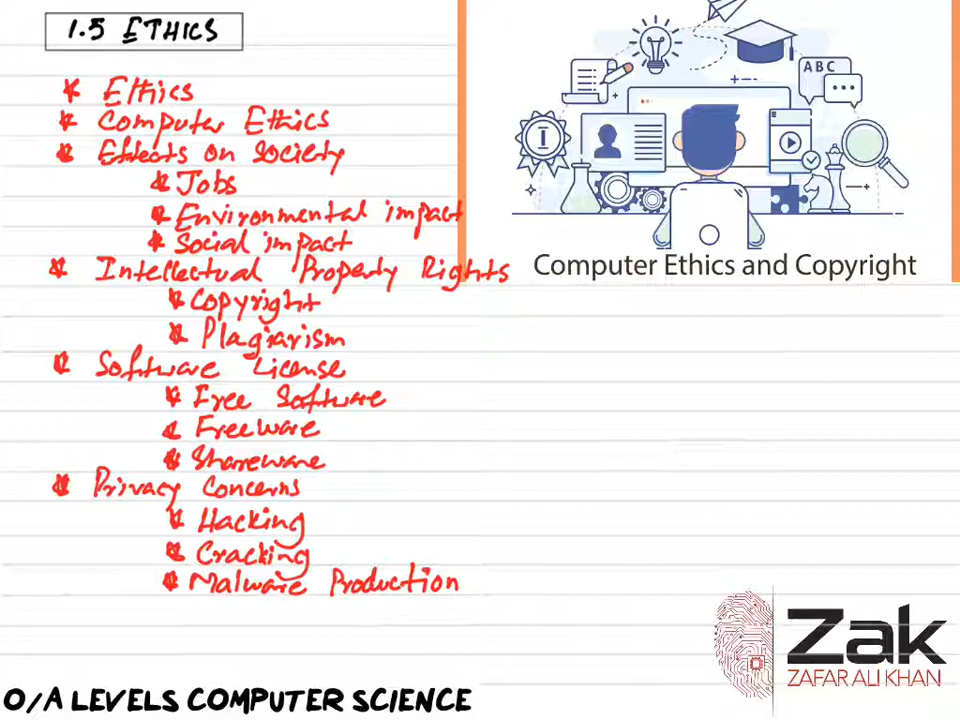 1.5 ETHICS
* Ethics
* Computer Ethics
* Effects on Society
* Jobs
* Environmental impact
* Social impact
* Intellectual Property Rights
* Copyright
* Plagiarism
* Software License
* Free Software
* Freeware
* Shareware
* Privacy Concerns
* Hacking
* Cracking
* Malware Production
ABC
I
Computer Ethics and Copyright
Zak
ZAFAR ALI KHAN
O/A LEVELS COMPUTER SCIENCE